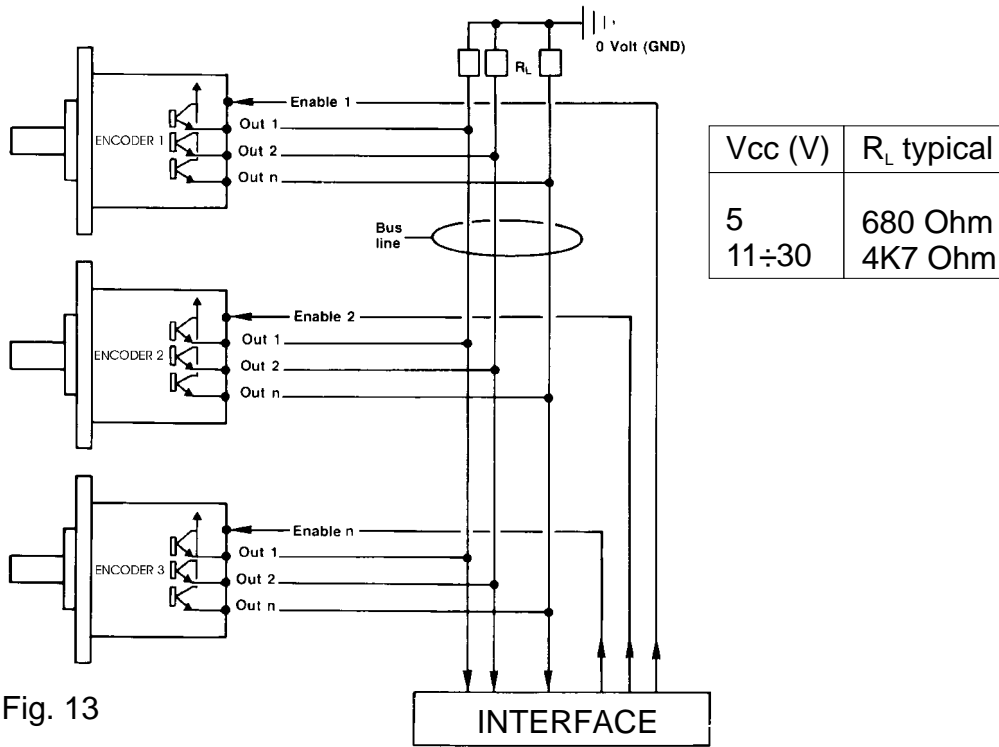 0 Volt (GND)
R_L
Enable 1
ENCODER 1
Out 1
Out 2
Out n
Bus
line
Vcc (V) R_L typical
5 680 Ohm
11÷30 4K7 Ohm
Enable 2
ENCODER 2
Out 1
Out 2
Out n
Enable n
ENCODER 3
Out 1
Out 2
Out n
Fig. 13
INTERFACE